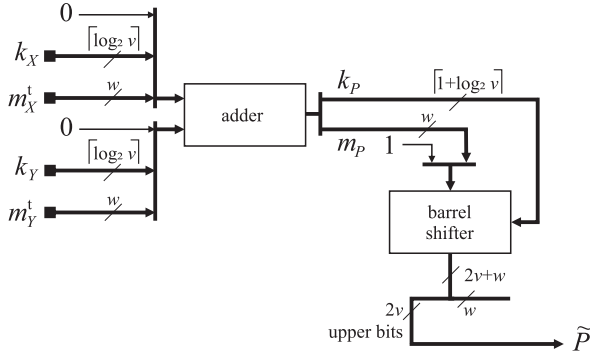 0
k_X ⌈log₂ v⌉
m_X^t w
0
k_Y ⌈log₂ v⌉
m_Y^t w
adder
k_P ⌈1+log₂ v⌉
w
m_P
1
barrel
shifter
2v+w
2v w
upper bits
P̃